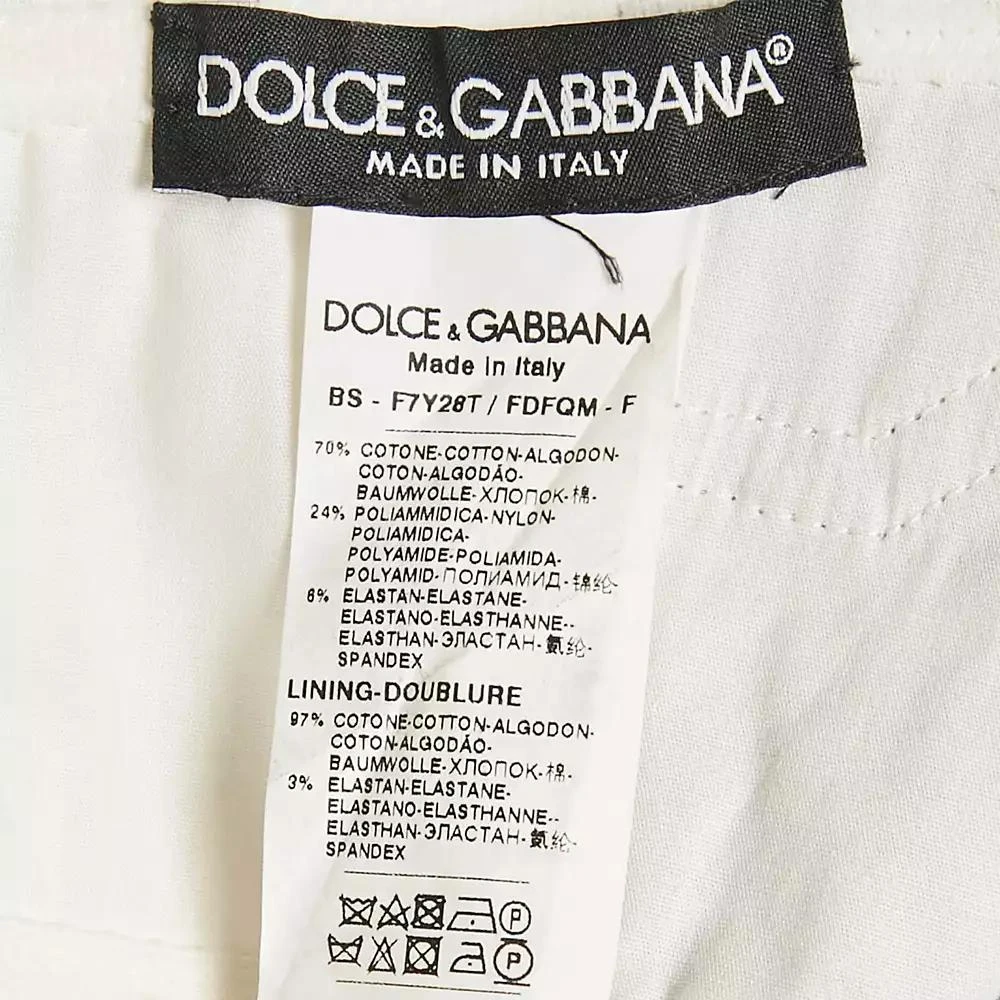 DOLCE & GABBANA®
MADE IN ITALY
DOLCE & GABBANA
Made in Italy
BS - F7Y28T / FDFQM - F
70% COTONE-COTTON-ALGODON-
COTON-ALGODÃO-
BAUMWOLLE-ХЛОПОК-棉-
24% POLIAMMIDICA-NYLON-
POLIAMIDICA-
POLYAMIDE-POLIAMIDA-
POLYAMID-ПОЛИАМИД-锦纶-
6% ELASTAN-ELASTANE-
ELASTANO-ELASTHANNE--
ELASTHAN-ЭЛАСТАН-氨纶-
SPANDEX
LINING-DOUBLURE
97% COTONE-COTTON-ALGODON-
COTON-ALGODÃO-
BAUMWOLLE-ХЛОПОК-棉-
3% ELASTAN-ELASTANE-
ELASTANO-ELASTHANNE--
ELASTHAN-ЭЛАСТАН-氨纶-
SPANDEX
P
P